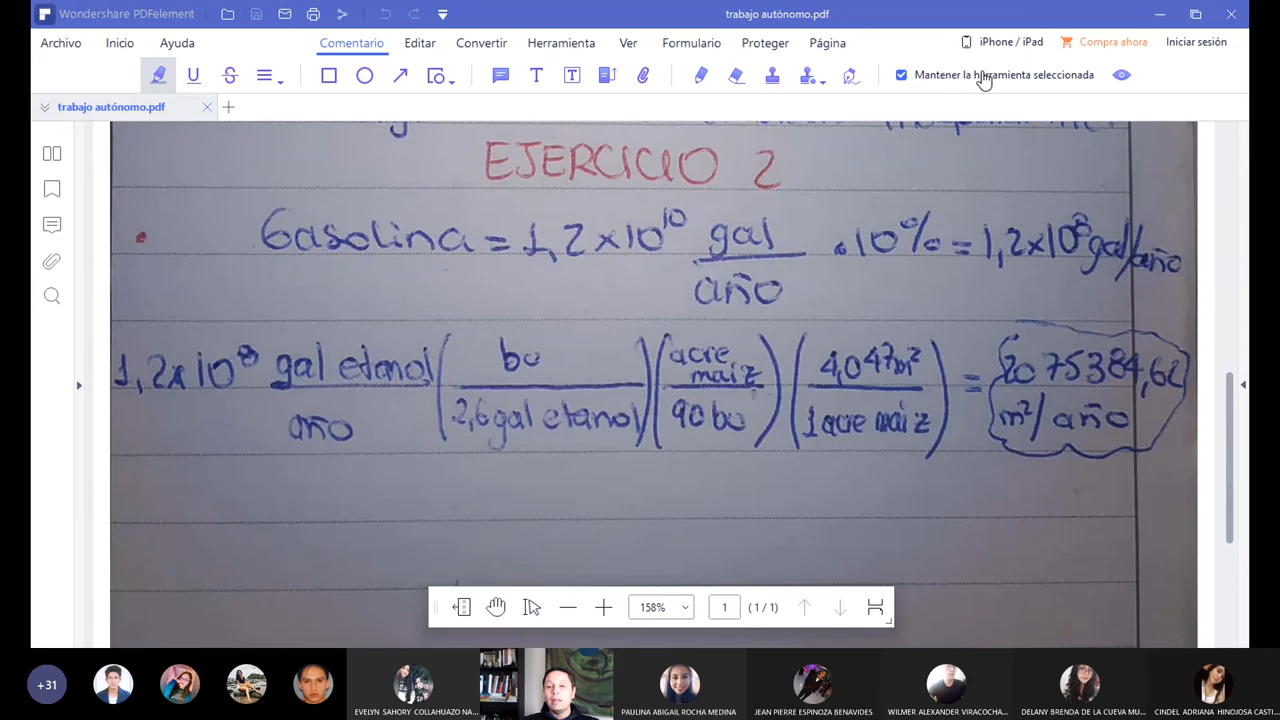 Wondershare PDFelement
trabajo autónomo.pdf
Archivo Inicio Ayuda Comentario Editar Convertir Herramienta Ver Formulario Proteger Página iPhone / iPad Compra ahora Iniciar sesión
Mantener la herramienta seleccionada
trabajo autónomo.pdf
EJERCICIO 2
Gasolina = 1,2x10^10 gal/año . 10% = 1,2x10^8 gal/año
1,2x10^8 gal etanol/año (bu/2,6 gal etanol) (acre maiz/90 bu) (4,047m²/1 acre maiz) = 2075384,62 m²/año
158% 1 (1/1)
+31
EVELYN SAHORY COLLAHUAZO NA...
PAULINA ABIGAIL ROCHA MEDINA
JEAN PIERRE ESPINOZA BENAVIDES
WILMER ALEXANDER VIRACOCHA...
DELANY BRENDA DE LA CUEVA MU...
CINDEL ADRIANA HINOJOSA CASTI...